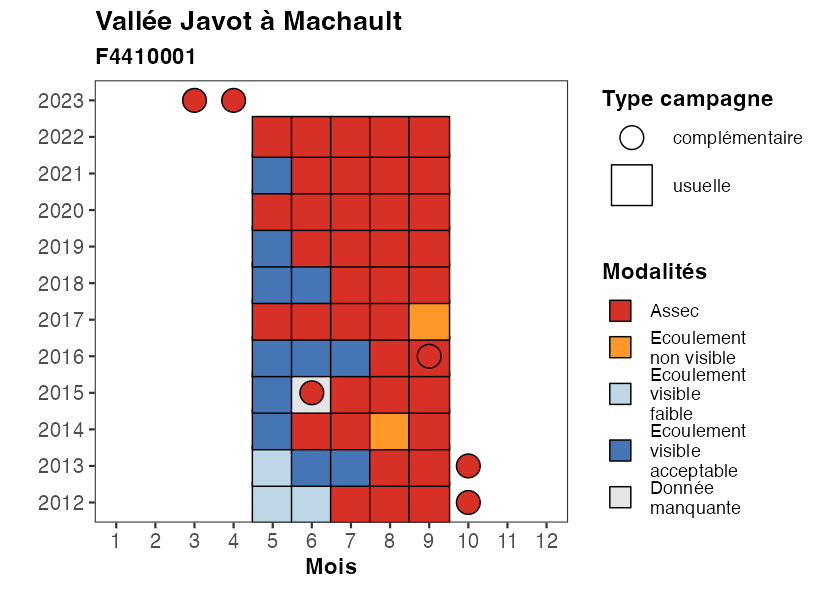 Vallée Javot à Machault
F4410001
2023
2022
2021
2020
2019
2018
2017
2016
2015
2014
2013
2012
1 2 3 4 5 6 7 8 9 10 11 12
Mois
Type campagne
complémentaire
usuelle
Modalités
Assec
Ecoulement
non visible
Ecoulement
visible
faible
Ecoulement
visible
acceptable
Donnée
manquante